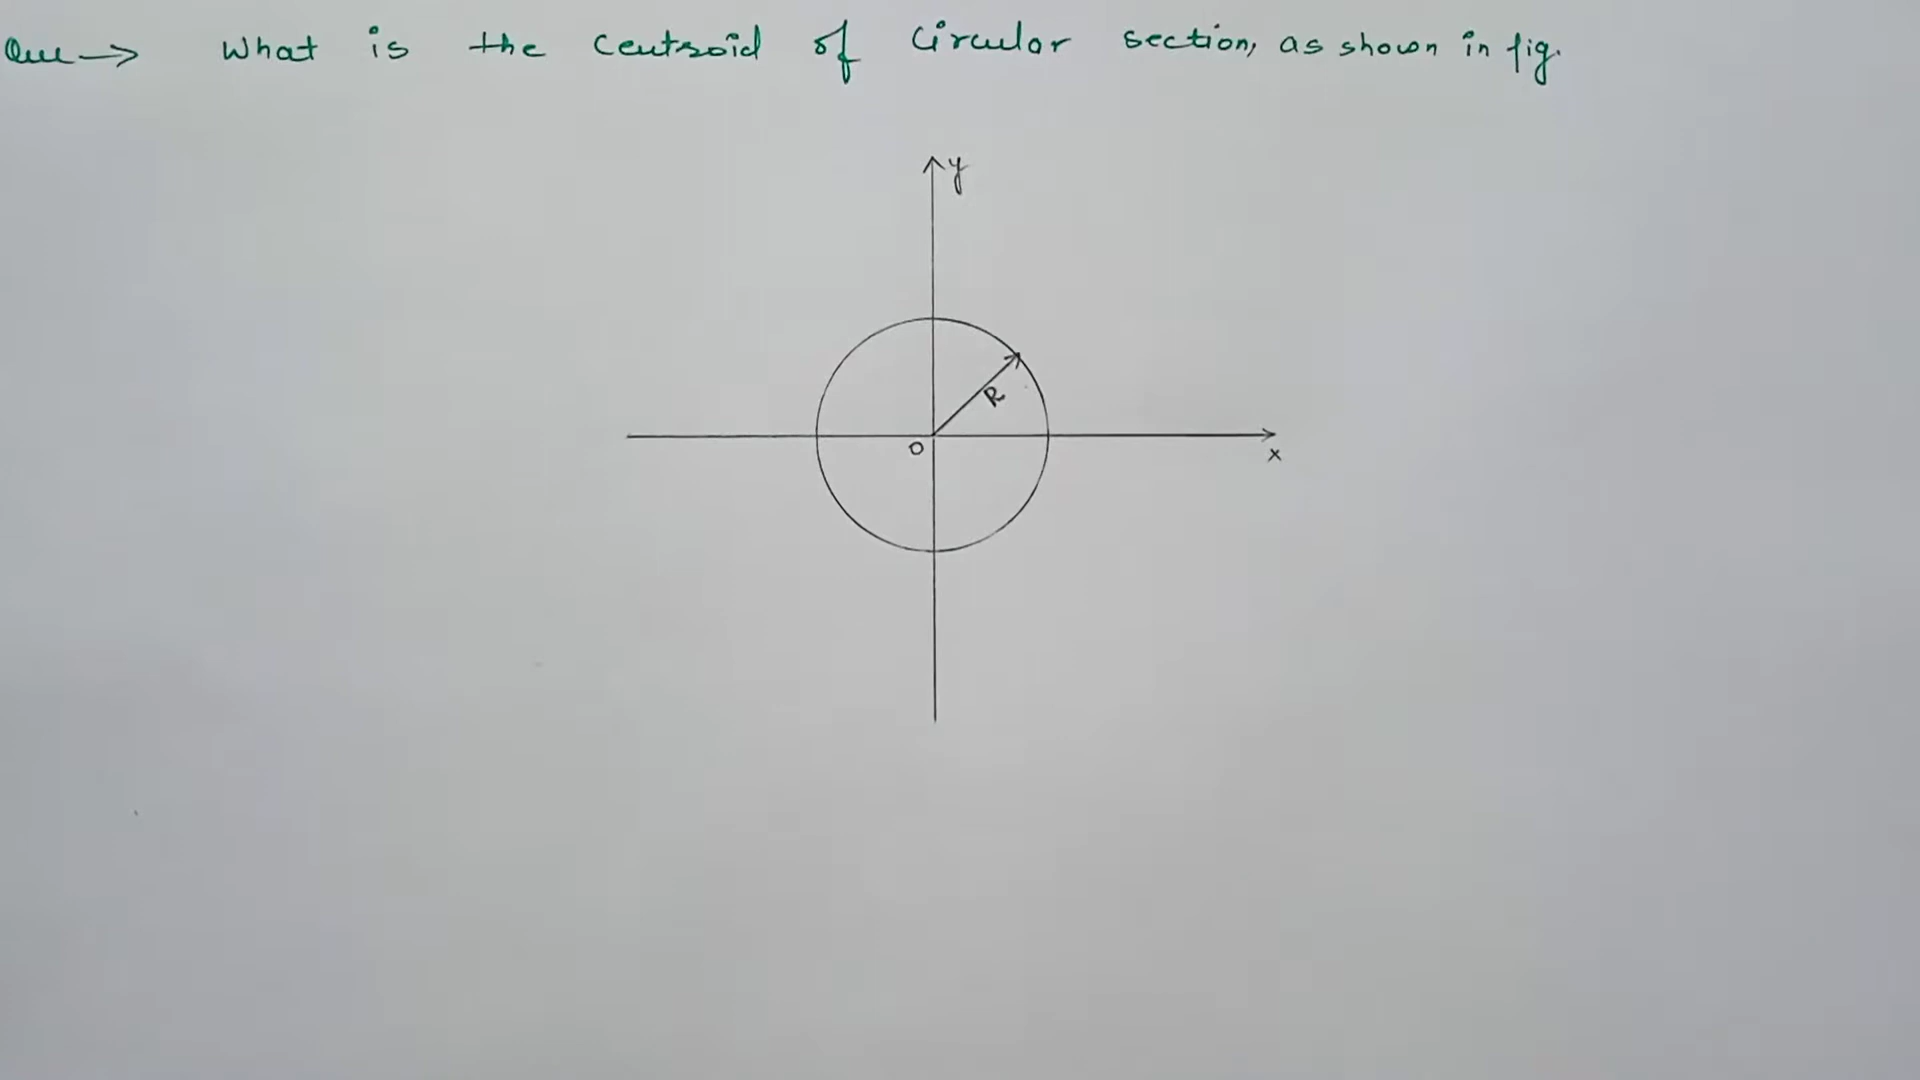 Que → What is the centroid of circular section, as shown in fig.
y
R
O
x